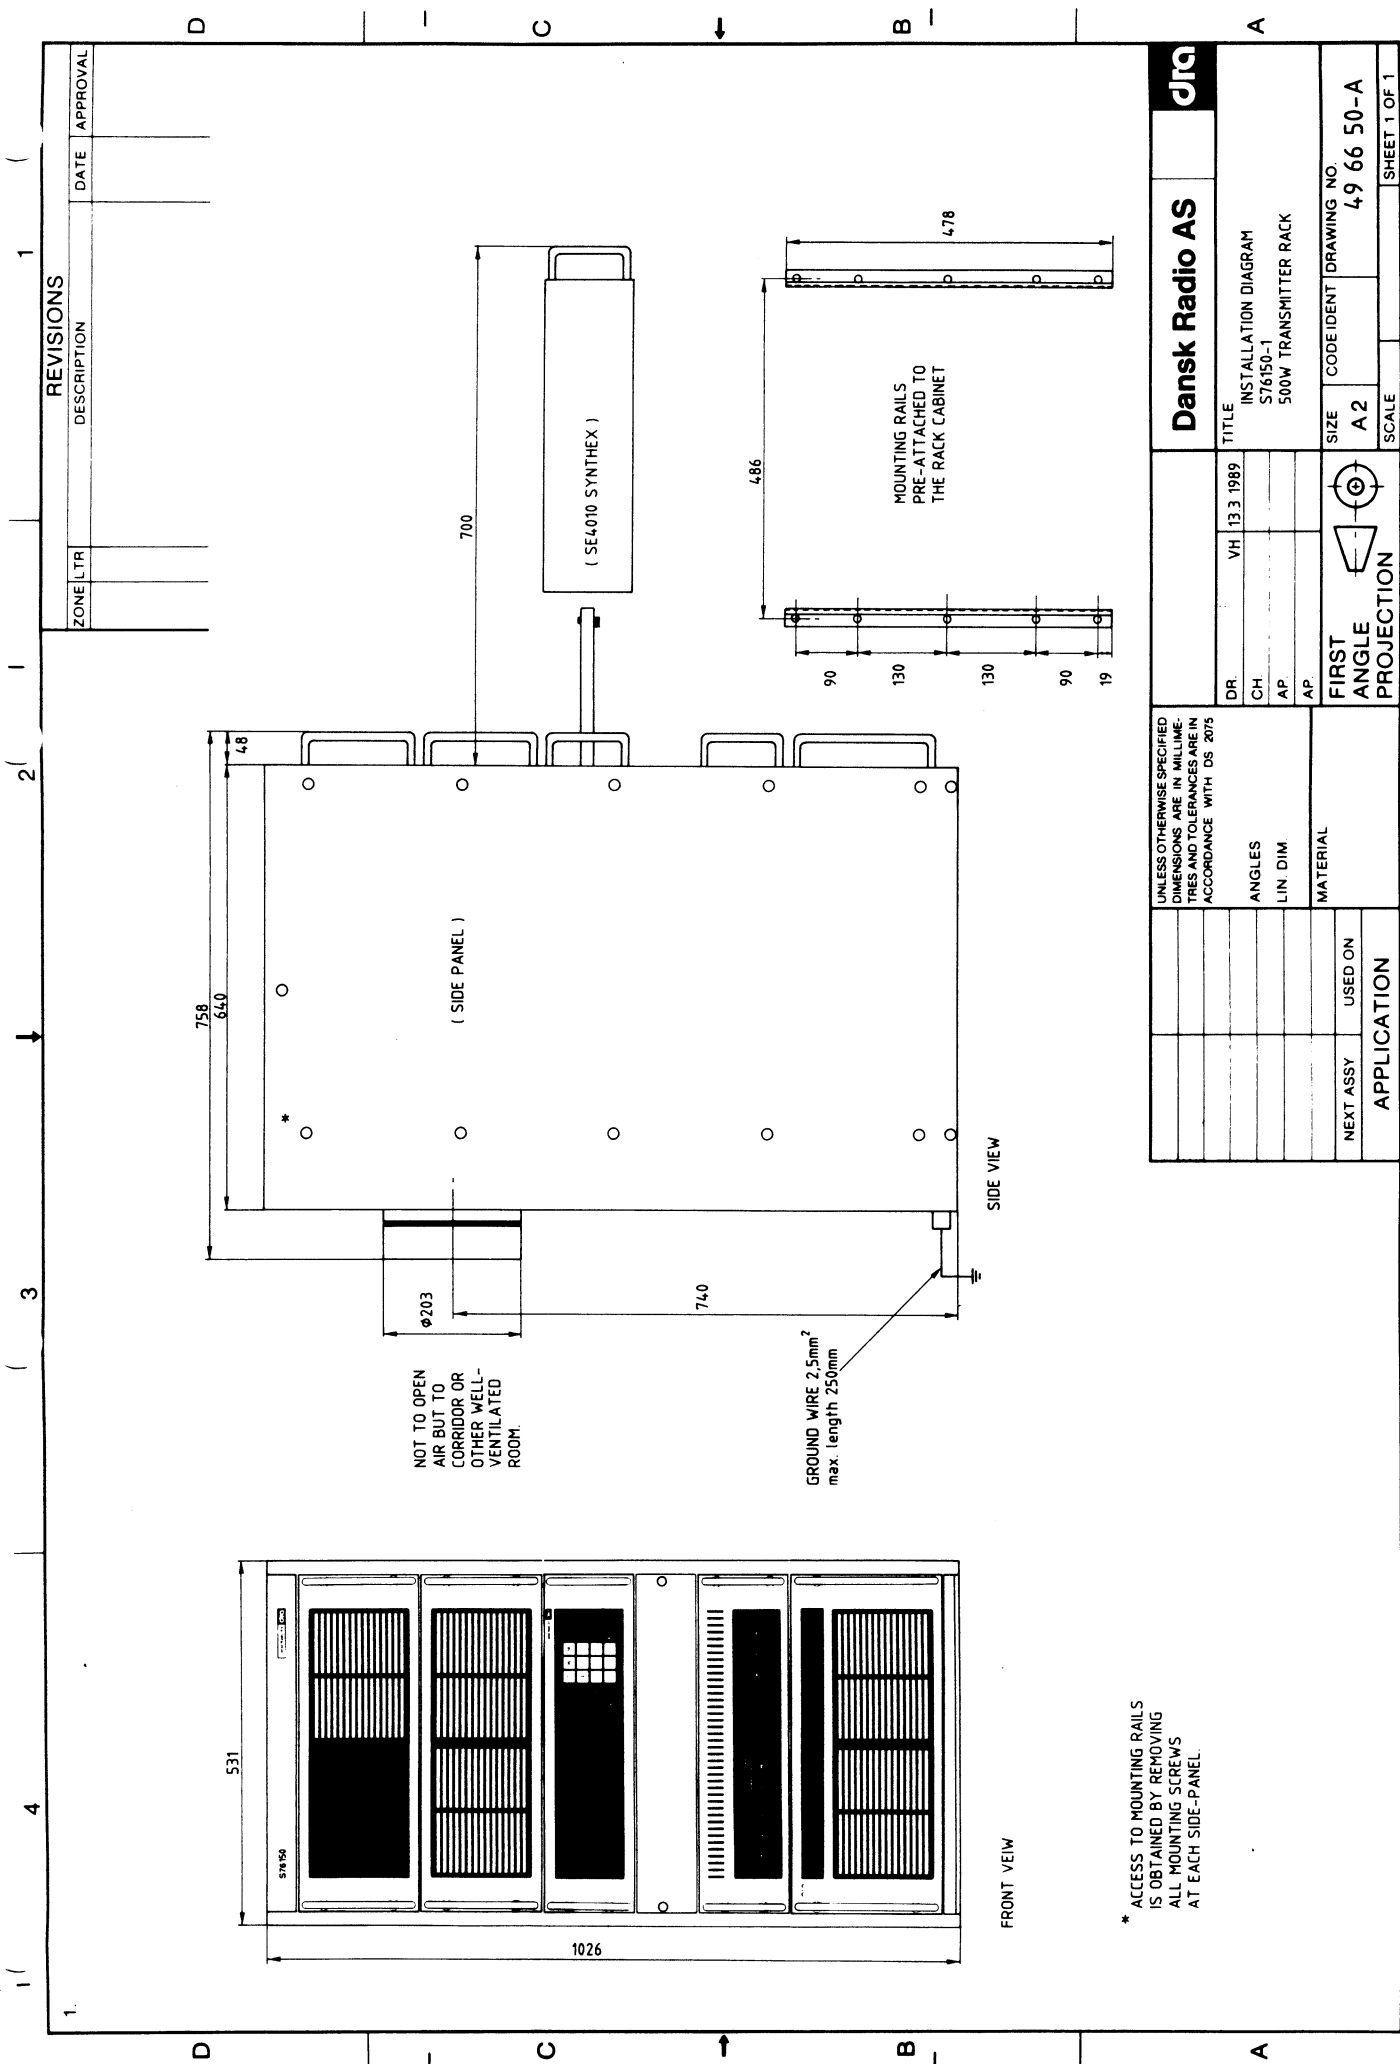 4
3
2
1
D
C
B
A
D
C
B
A
1.
REVISIONS
ZONE LTR DESCRIPTION DATE APPROVAL
531
1026
S76150
FRONT VEIW
* ACCESS TO MOUNTING RAILS
IS OBTAINED BY REMOVING
ALL MOUNTING SCREWS
AT EACH SIDE-PANEL.
758
640
48
*
( SIDE PANEL )
ø203
740
NOT TO OPEN
AIR BUT TO
CORRIDOR OR
OTHER WELL-
VENTILATED
ROOM.
GROUND WIRE 2,5mm²
max. length 250mm
SIDE VIEW
700
( SE4010 SYNTHEX )
486
478
MOUNTING RAILS
PRE-ATTACHED TO
THE RACK CABINET
90
130
130
90
19
NEXT ASSY USED ON
APPLICATION
UNLESS OTHERWISE SPECIFIED
DIMENSIONS ARE IN MILLIME-
TRES AND TOLERANCES ARE IN
ACCORDANCE WITH DS 2075
ANGLES
LIN. DIM.
MATERIAL
DR. VH 13.3 1989
CH.
AP.
AP.
FIRST
ANGLE
PROJECTION
Dansk Radio AS
dra
TITLE
INSTALLATION DIAGRAM
S76150-1
500W TRANSMITTER RACK
SIZE CODE IDENT DRAWING NO.
A2 49 66 50-A
SCALE SHEET 1 OF 1